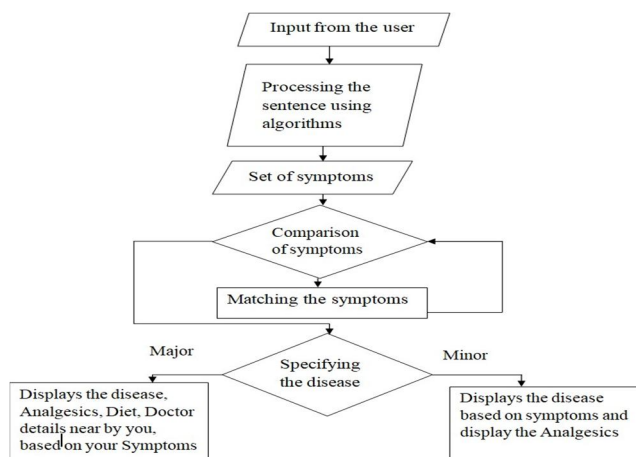 Input from the user
Processing the
sentence using
algorithms
Set of symptoms
Comparison
of symptoms
Matching the symptoms
Major
Specifying
the disease
Minor
Displays the disease,
Analgesics, Diet, Doctor
details near by you,
based on your Symptoms
Displays the disease
based on symptoms and
display the Analgesics